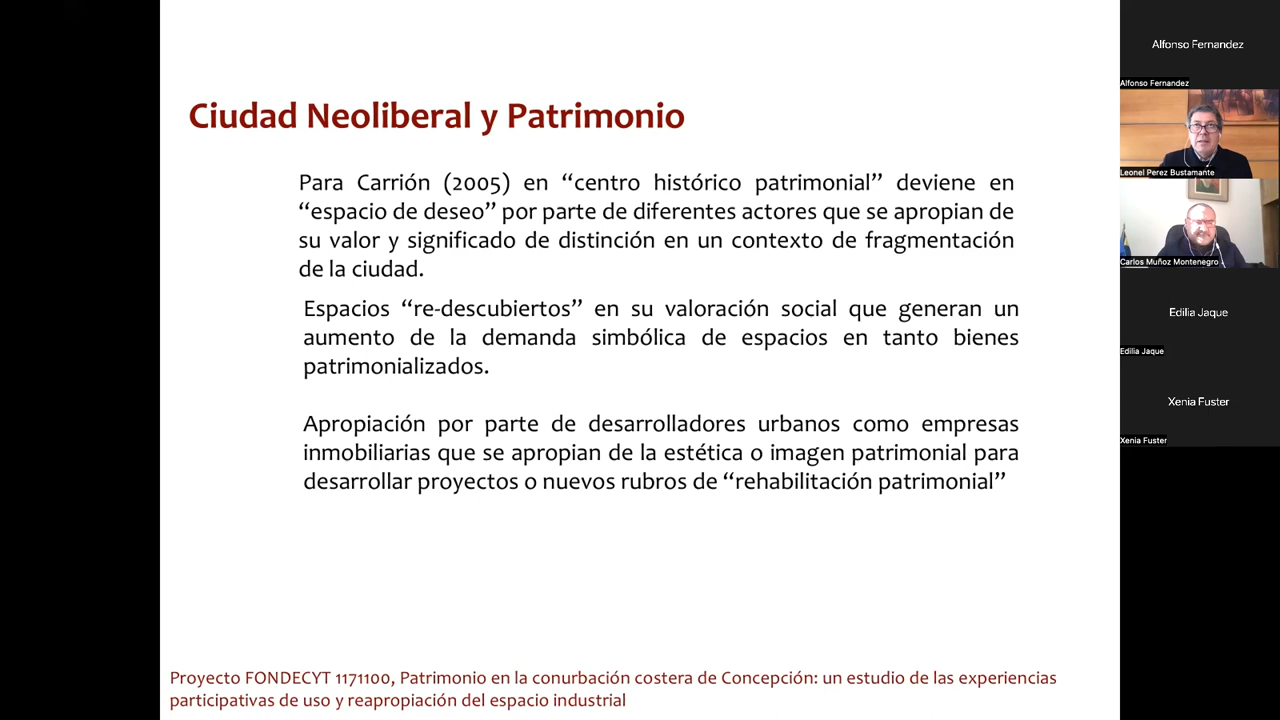 Ciudad Neoliberal y Patrimonio
Para Carrión (2005) en “centro histórico patrimonial” deviene en
“espacio de deseo” por parte de diferentes actores que se apropian de
su valor y significado de distinción en un contexto de fragmentación
de la ciudad.
Espacios “re-descubiertos” en su valoración social que generan un
aumento de la demanda simbólica de espacios en tanto bienes
patrimonializados.
Apropiación por parte de desarrolladores urbanos como empresas
inmobiliarias que se apropian de la estética o imagen patrimonial para
desarrollar proyectos o nuevos rubros de “rehabilitación patrimonial”
Proyecto FONDECYT 1171100, Patrimonio en la conurbación costera de Concepción: un estudio de las experiencias
participativas de uso y reapropiación del espacio industrial
Alfonso Fernandez
Alfonso Fernandez
Leonel Perez Bustamante
Carlos Muñoz Montenegro
Edilia Jaque
Edilia Jaque
Xenia Fuster
Xenia Fuster